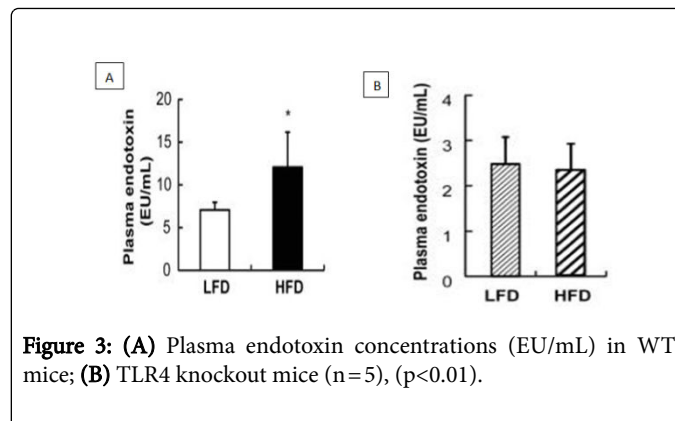 A
Plasma endotoxin
(EU/mL)
20
15
10
5
0
*
LFD
HFD
B
Plasma endotoxin (EU/mL)
4
3
2
1
0
LFD
HFD
Figure 3: (A) Plasma endotoxin concentrations (EU/mL) in WT
mice; (B) TLR4 knockout mice (n=5), (p<0.01).